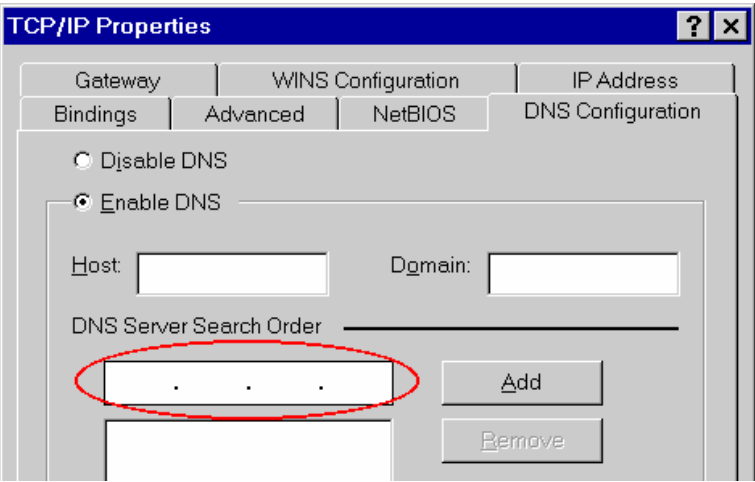 TCP/IP Properties
Gateway WINS Configuration IP Address
Bindings Advanced NetBIOS DNS Configuration
Disable DNS
Enable DNS
Host: Domain:
DNS Server Search Order
. . . Add
Remove